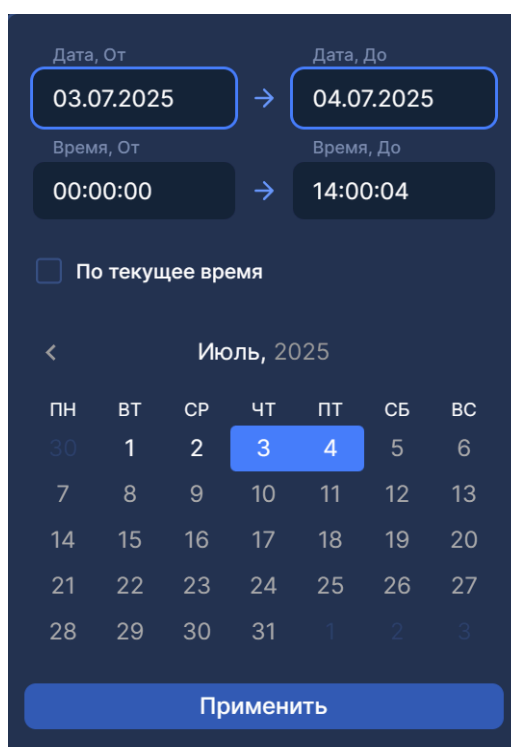 Дата, От Дата, До
03.07.2025 → 04.07.2025
Время, От Время, До
00:00:00 → 14:00:04
По текущее время
< Июль, 2025
ПН ВТ СР ЧТ ПТ СБ ВС
30 1 2 3 4 5 6
7 8 9 10 11 12 13
14 15 16 17 18 19 20
21 22 23 24 25 26 27
28 29 30 31 1 2 3
Применить